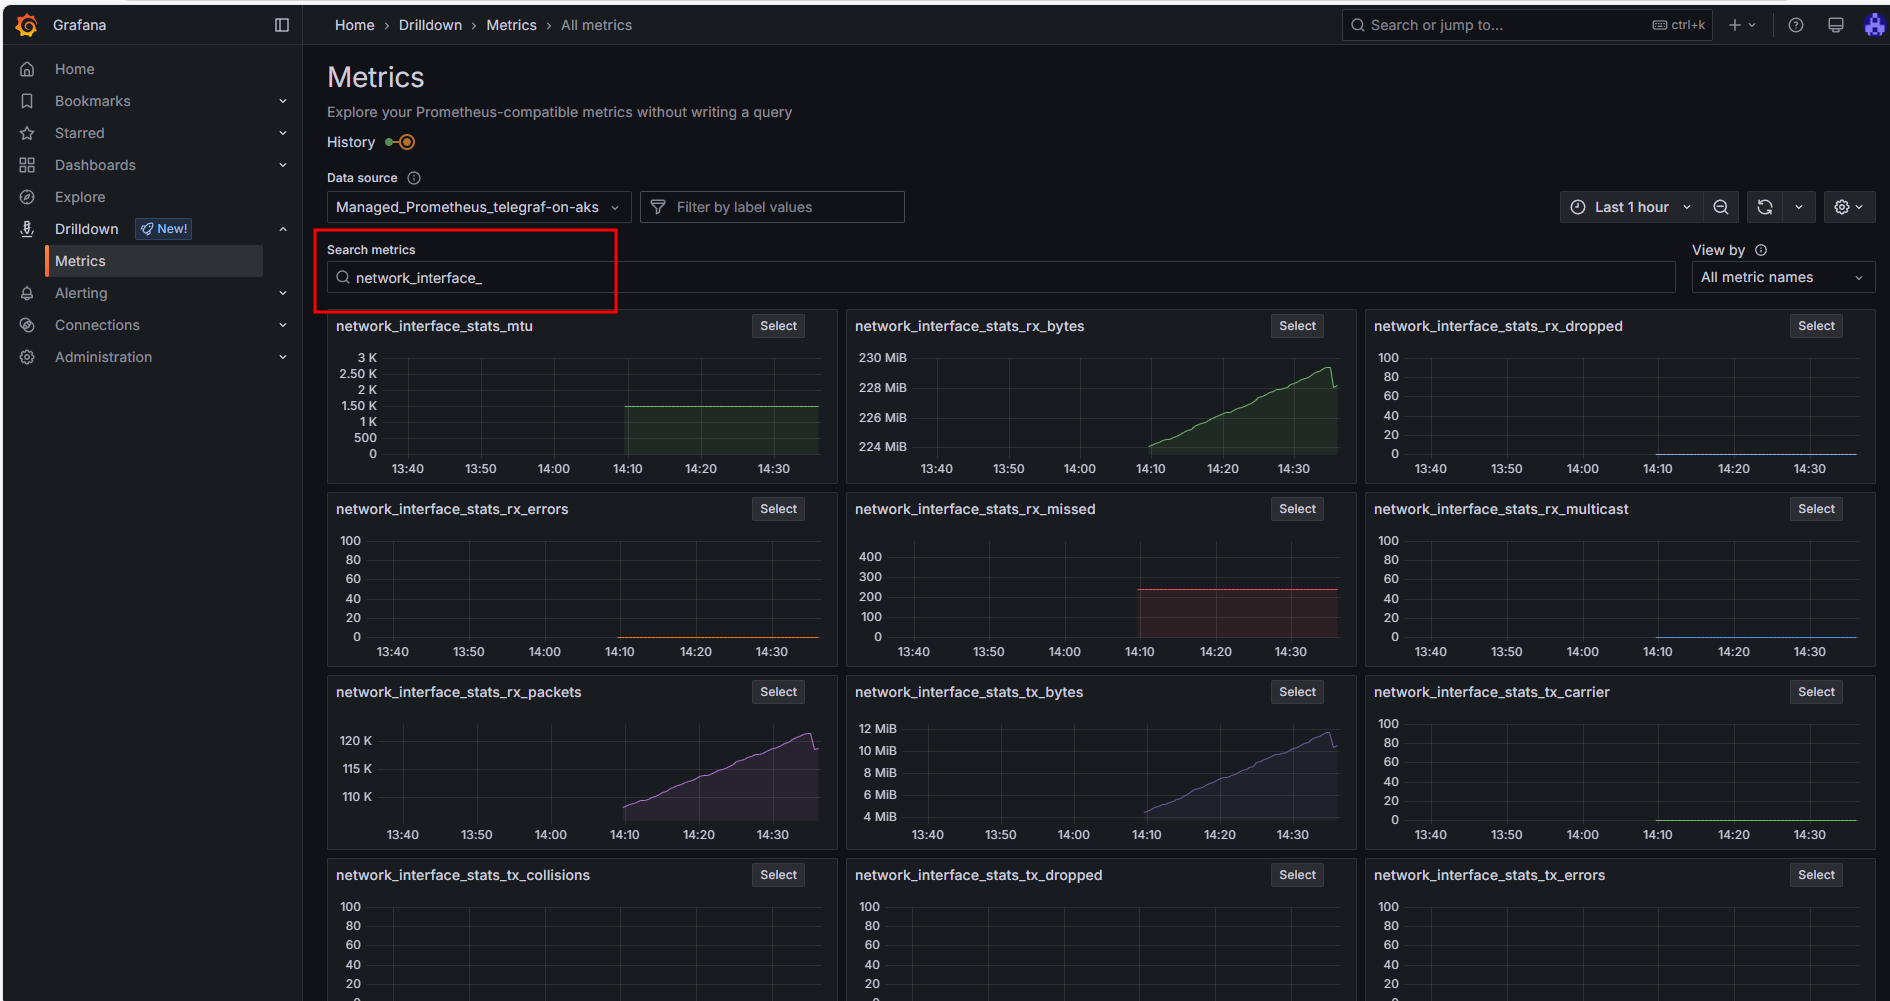 Grafana
Home › Drilldown › Metrics › All metrics
Search or jump to...
ctrl+k
Home
Bookmarks
Starred
Dashboards
Explore
Drilldown
New!
Metrics
Alerting
Connections
Administration
Metrics
Explore your Prometheus-compatible metrics without writing a query
History
Data source
Managed_Prometheus_telegraf-on-aks
Filter by label values
Last 1 hour
Search metrics
network_interface_
View by
All metric names
network_interface_stats_mtu
Select
3 K
2.50 K
2 K
1.50 K
1 K
500
0
13:40 13:50 14:00 14:10 14:20 14:30
network_interface_stats_rx_bytes
Select
230 MiB
228 MiB
226 MiB
224 MiB
13:40 13:50 14:00 14:10 14:20 14:30
network_interface_stats_rx_dropped
Select
100
80
60
40
20
0
13:40 13:50 14:00 14:10 14:20 14:30
network_interface_stats_rx_errors
Select
100
80
60
40
20
0
13:40 13:50 14:00 14:10 14:20 14:30
network_interface_stats_rx_missed
Select
400
300
200
100
0
13:40 13:50 14:00 14:10 14:20 14:30
network_interface_stats_rx_multicast
Select
100
80
60
40
20
0
13:40 13:50 14:00 14:10 14:20 14:30
network_interface_stats_rx_packets
Select
120 K
115 K
110 K
13:40 13:50 14:00 14:10 14:20 14:30
network_interface_stats_tx_bytes
Select
12 MiB
10 MiB
8 MiB
6 MiB
4 MiB
13:40 13:50 14:00 14:10 14:20 14:30
network_interface_stats_tx_carrier
Select
100
80
60
40
20
0
13:40 13:50 14:00 14:10 14:20 14:30
network_interface_stats_tx_collisions
Select
100
80
60
40
20
network_interface_stats_tx_dropped
Select
100
80
60
40
20
network_interface_stats_tx_errors
Select
100
80
60
40
20